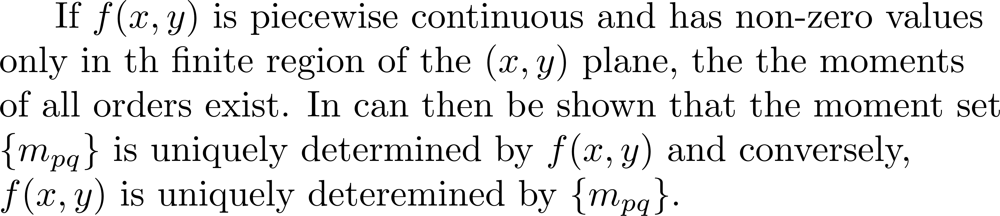 If $f(x, y)$ is piecewise continuous and has non-zero values
only in th finite region of the $(x, y)$ plane, the the moments
of all orders exist. In can then be shown that the moment set
$\{m_{pq}\}$ is uniquely determined by $f(x, y)$ and conversely,
$f(x, y)$ is uniquely deteremined by $\{m_{pq}\}$.